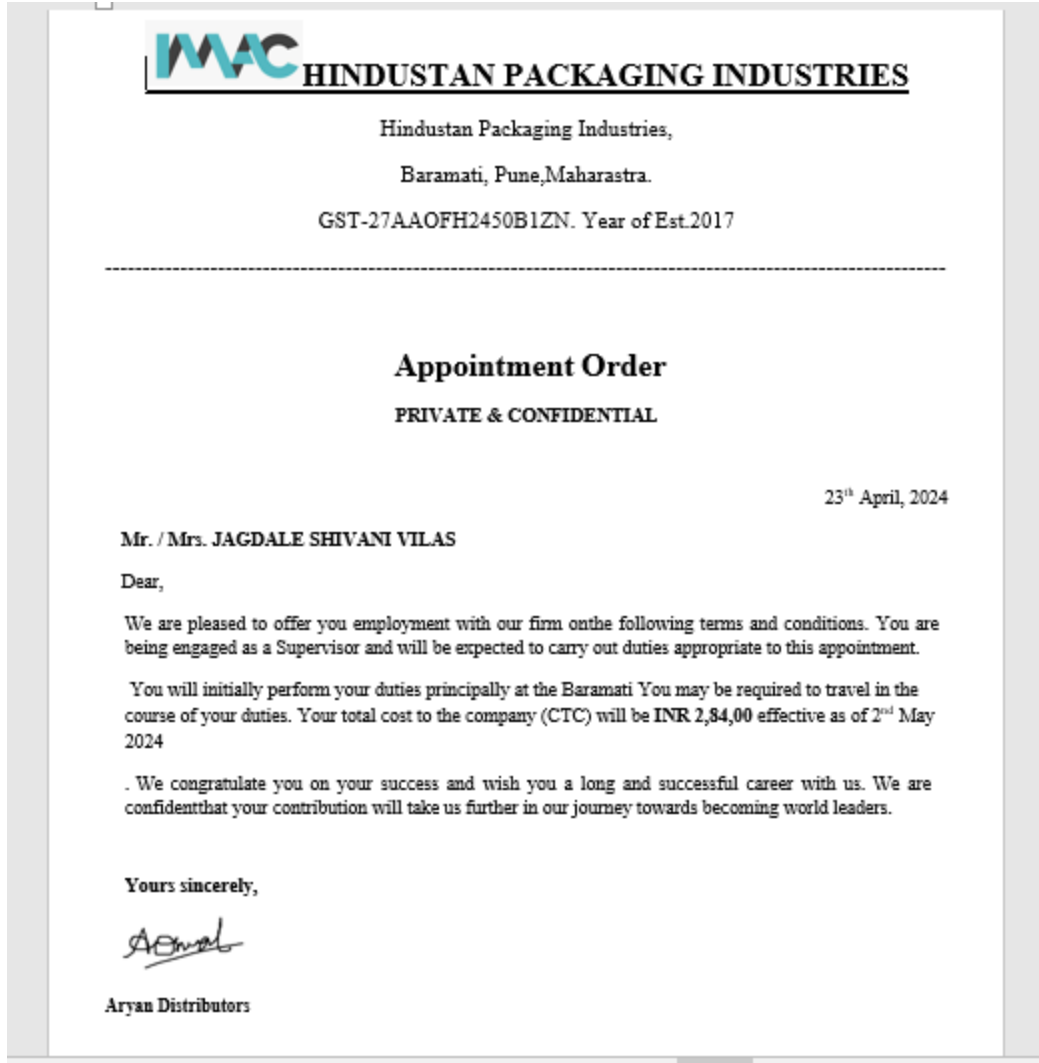 IMAC HINDUSTAN PACKAGING INDUSTRIES
Hindustan Packaging Industries,
Baramati, Pune,Maharastra.
GST-27AAOFH2450B1ZN. Year of Est.2017
Appointment Order
PRIVATE & CONFIDENTIAL
23th April, 2024
Mr. / Mrs. JAGDALE SHIVANI VILAS
Dear,
We are pleased to offer you employment with our firm onthe following terms and conditions. You are
being engaged as a Supervisor and will be expected to carry out duties appropriate to this appointment.
You will initially perform your duties principally at the Baramati You may be required to travel in the
course of your duties. Your total cost to the company (CTC) will be INR 2,84,00 effective as of 2nd May
2024
. We congratulate you on your success and wish you a long and successful career with us. We are
confidentthat your contribution will take us further in our journey towards becoming world leaders.
Yours sincerely,
Aryan Distributors